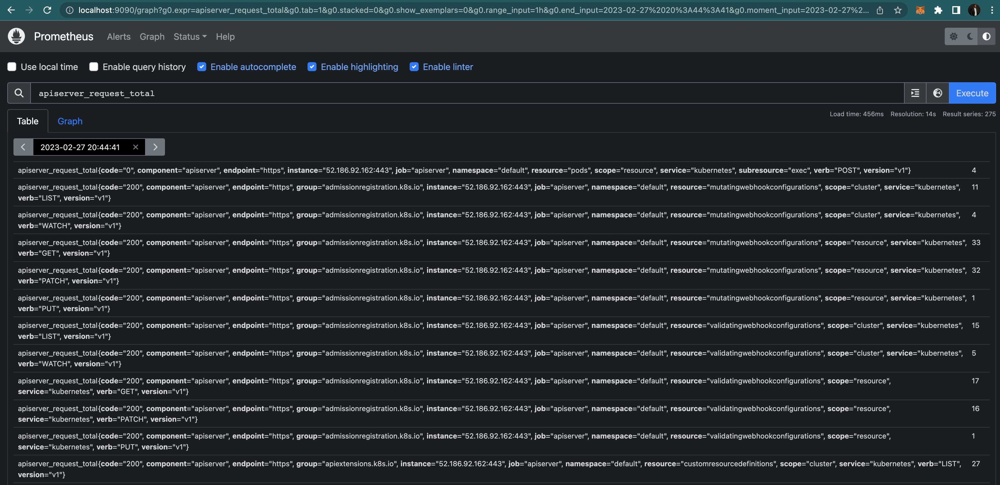 localhost:9090/graph?g0.expr=apiserver_request_total&g0.tab=1&g0.stacked=0&g0.show_exemplars=0&g0.range_input=1h&g0.end_input=2023-02-27%2020%3A44%3A41&g0.moment_input=2023-02-27%2...
Prometheus Alerts Graph Status Help
Use local time Enable query history Enable autocomplete Enable highlighting Enable linter
apiserver_request_total Execute
Load time: 456ms Resolution: 14s Result series: 275
Table Graph
2023-02-27 20:44:41
apiserver_request_total{code="0", component="apiserver", endpoint="https", instance="52.186.92.162:443", job="apiserver", namespace="default", resource="pods", scope="resource", service="kubernetes", subresource="exec", verb="POST", version="v1"} 4
apiserver_request_total{code="200", component="apiserver", endpoint="https", group="admissionregistration.k8s.io", instance="52.186.92.162:443", job="apiserver", namespace="default", resource="mutatingwebhookconfigurations", scope="cluster", service="kubernetes", 11
verb="LIST", version="v1"}
apiserver_request_total{code="200", component="apiserver", endpoint="https", group="admissionregistration.k8s.io", instance="52.186.92.162:443", job="apiserver", namespace="default", resource="mutatingwebhookconfigurations", scope="cluster", service="kubernetes", 4
verb="WATCH", version="v1"}
apiserver_request_total{code="200", component="apiserver", endpoint="https", group="admissionregistration.k8s.io", instance="52.186.92.162:443", job="apiserver", namespace="default", resource="mutatingwebhookconfigurations", scope="resource", service="kubernetes", 33
verb="GET", version="v1"}
apiserver_request_total{code="200", component="apiserver", endpoint="https", group="admissionregistration.k8s.io", instance="52.186.92.162:443", job="apiserver", namespace="default", resource="mutatingwebhookconfigurations", scope="resource", service="kubernetes", 32
verb="PATCH", version="v1"}
apiserver_request_total{code="200", component="apiserver", endpoint="https", group="admissionregistration.k8s.io", instance="52.186.92.162:443", job="apiserver", namespace="default", resource="mutatingwebhookconfigurations", scope="resource", service="kubernetes", 1
verb="PUT", version="v1"}
apiserver_request_total{code="200", component="apiserver", endpoint="https", group="admissionregistration.k8s.io", instance="52.186.92.162:443", job="apiserver", namespace="default", resource="validatingwebhookconfigurations", scope="cluster", service="kubernetes", 15
verb="LIST", version="v1"}
apiserver_request_total{code="200", component="apiserver", endpoint="https", group="admissionregistration.k8s.io", instance="52.186.92.162:443", job="apiserver", namespace="default", resource="validatingwebhookconfigurations", scope="cluster", service="kubernetes", 5
verb="WATCH", version="v1"}
apiserver_request_total{code="200", component="apiserver", endpoint="https", group="admissionregistration.k8s.io", instance="52.186.92.162:443", job="apiserver", namespace="default", resource="validatingwebhookconfigurations", scope="resource", 17
service="kubernetes", verb="GET", version="v1"}
apiserver_request_total{code="200", component="apiserver", endpoint="https", group="admissionregistration.k8s.io", instance="52.186.92.162:443", job="apiserver", namespace="default", resource="validatingwebhookconfigurations", scope="resource", 16
service="kubernetes", verb="PATCH", version="v1"}
apiserver_request_total{code="200", component="apiserver", endpoint="https", group="admissionregistration.k8s.io", instance="52.186.92.162:443", job="apiserver", namespace="default", resource="validatingwebhookconfigurations", scope="resource", 1
service="kubernetes", verb="PUT", version="v1"}
apiserver_request_total{code="200", component="apiserver", endpoint="https", group="apiextensions.k8s.io", instance="52.186.92.162:443", job="apiserver", namespace="default", resource="customresourcedefinitions", scope="cluster", service="kubernetes", verb="LIST", 27
version="v1"}